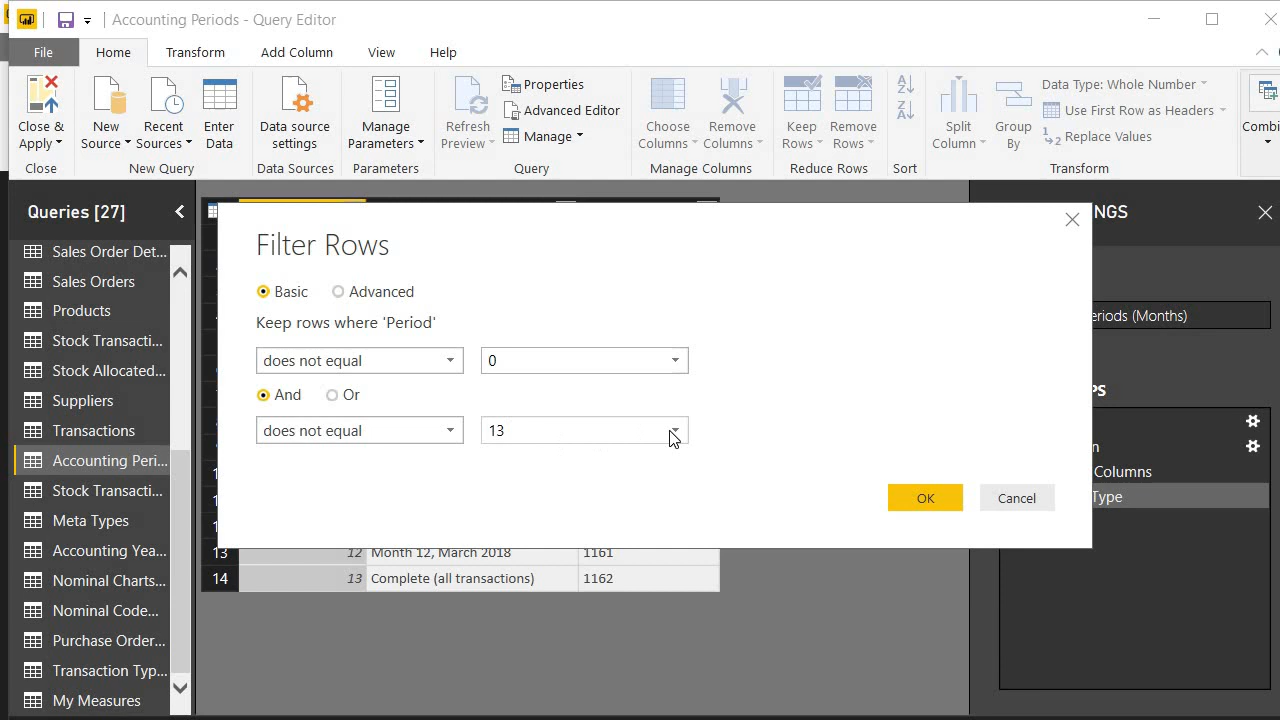 Accounting Periods - Query Editor
File Home Transform Add Column View Help
Close & Apply
New Source
Recent Sources
Enter Data
Data source settings
Manage Parameters
Refresh Preview
Properties
Advanced Editor
Manage
Choose Columns
Remove Columns
Keep Rows
Remove Rows
Split Column
Group By
Data Type: Whole Number
Use First Row as Headers
Replace Values
Combi
Close New Query Data Sources Parameters Query Manage Columns Reduce Rows Sort Transform
Queries [27]
Sales Order Det...
Sales Orders
Products
Stock Transacti...
Stock Allocated...
Suppliers
Transactions
Accounting Peri...
Stock Transacti...
Meta Types
Accounting Yea...
Nominal Charts...
Nominal Code...
Purchase Order...
Transaction Typ...
My Measures
Filter Rows
Basic Advanced
Keep rows where 'Period'
does not equal 0
And Or
does not equal 13
OK Cancel
13 12 Month 12, March 2018 1161
14 13 Complete (all transactions) 1162
NGS
eriods (Months)
PS
n
Columns
Type